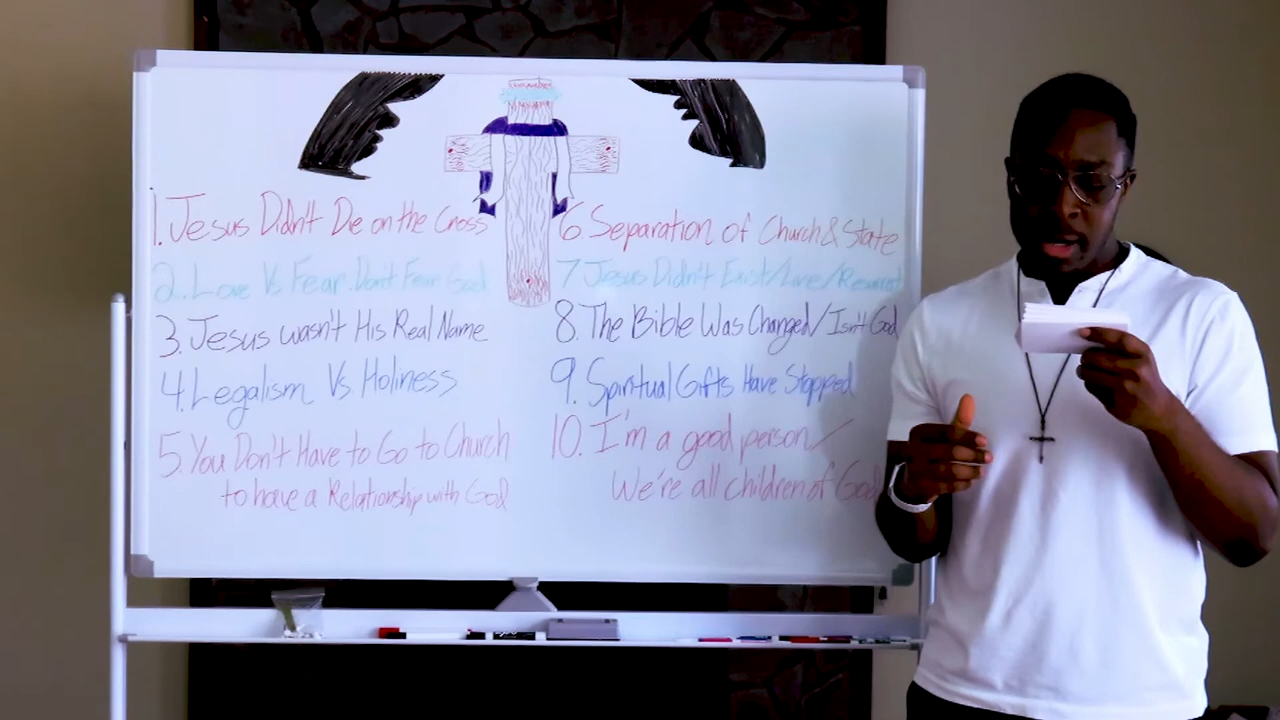 1. Jesus Didn't Die on the Cross
2. Love Vs Fear. Don't Fear God
3. Jesus wasn't His Real Name
4. Legalism Vs Holiness
5. You Don't Have to Go to Church
to have a Relationship with God
6. Separation of Church & State
7 Jesus Didn't Exist/Live/Resurrect
8. The Bible Was Changed/Isn't God
9. Spiritual Gifts Have Stopped
10. I'm a good person/
We're all children of God